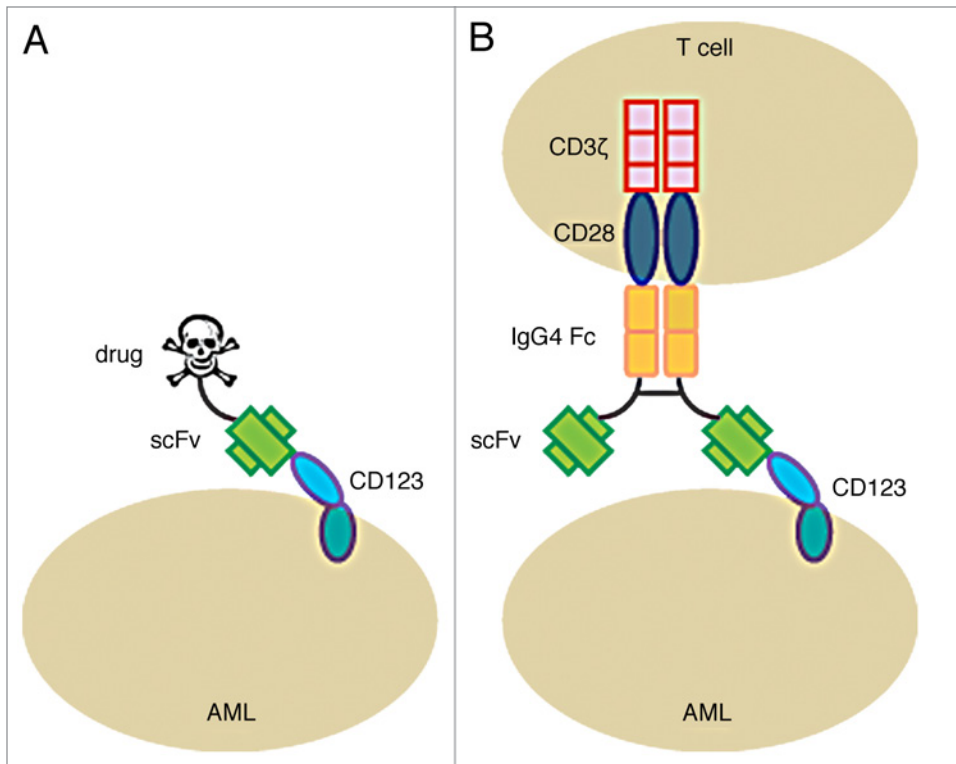 A
drug
scFv
CD123
AML
B
T cell
CD3ζ
CD28
IgG4 Fc
scFv
CD123
AML